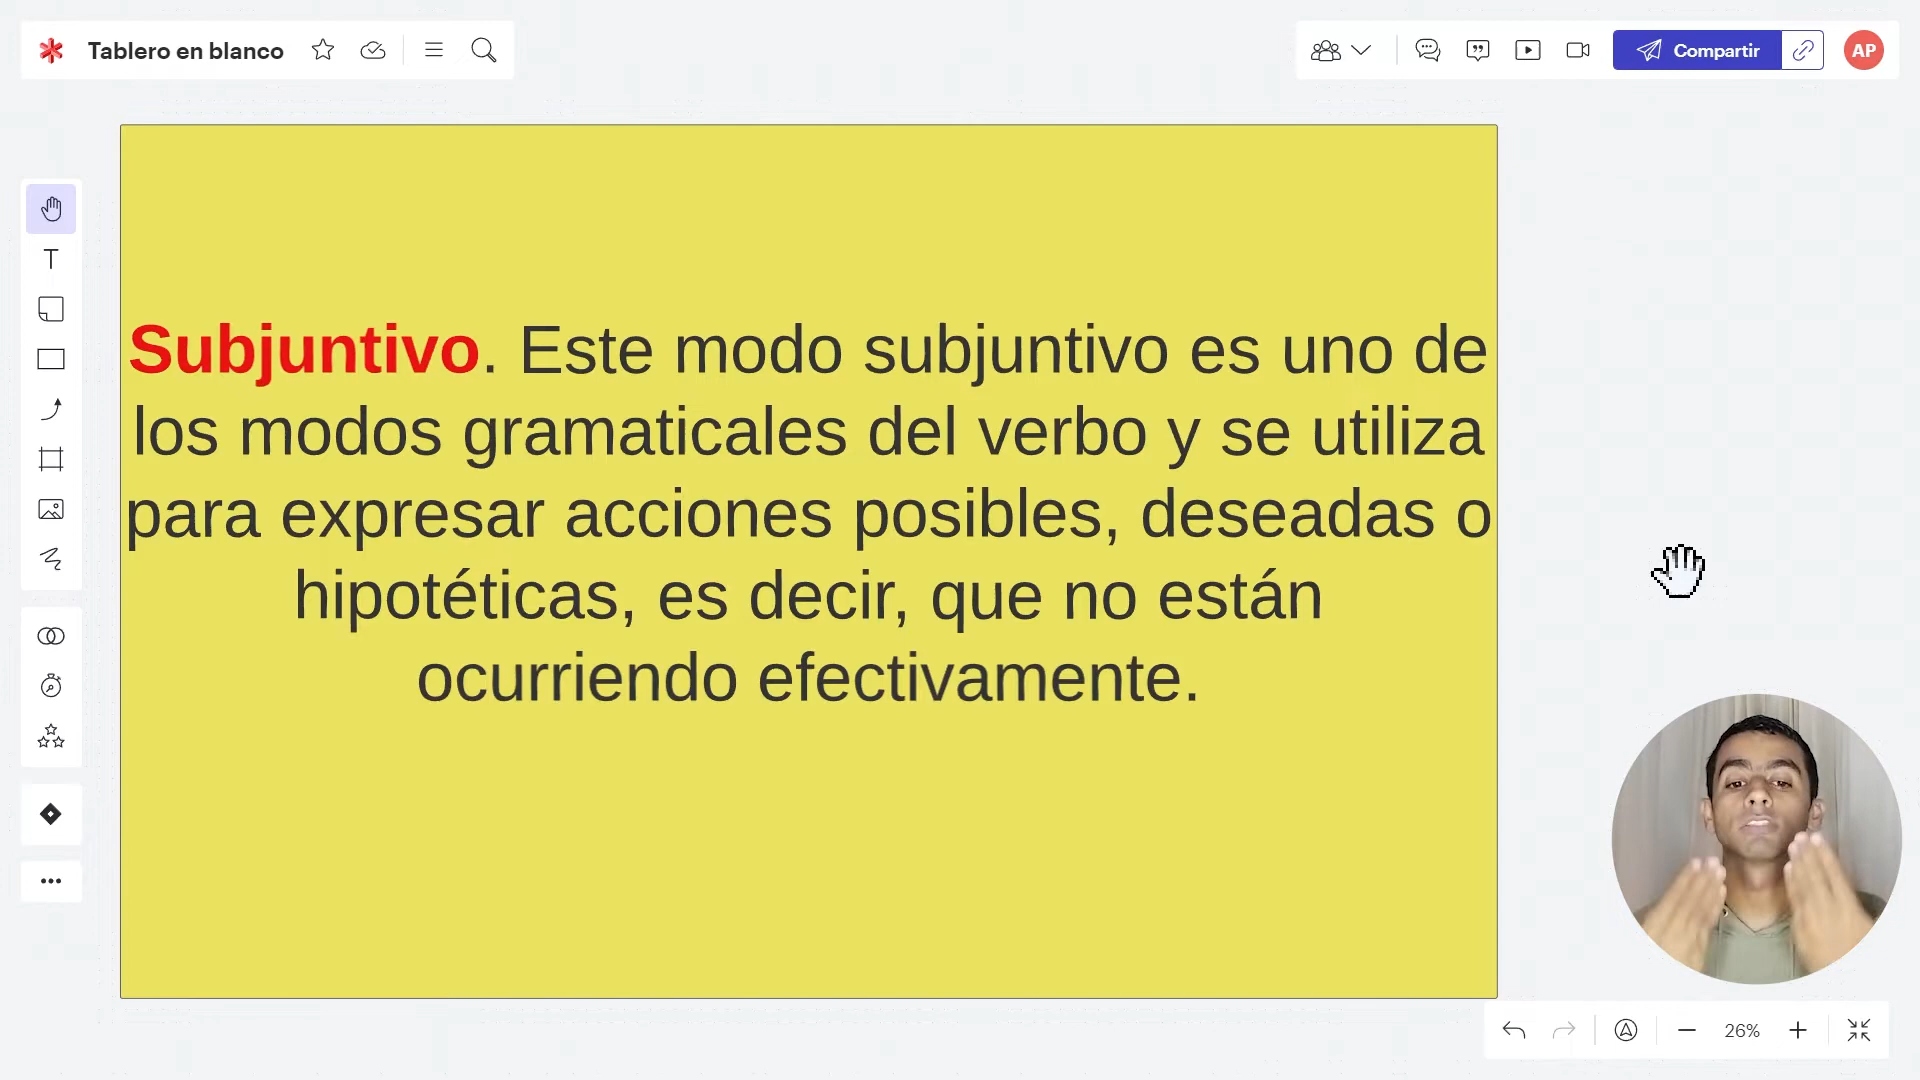 Tablero en blanco
Compartir
AP
Subjuntivo. Este modo subjuntivo es uno de
los modos gramaticales del verbo y se utiliza
para expresar acciones posibles, deseadas o
hipotéticas, es decir, que no están
ocurriendo efectivamente.
26%